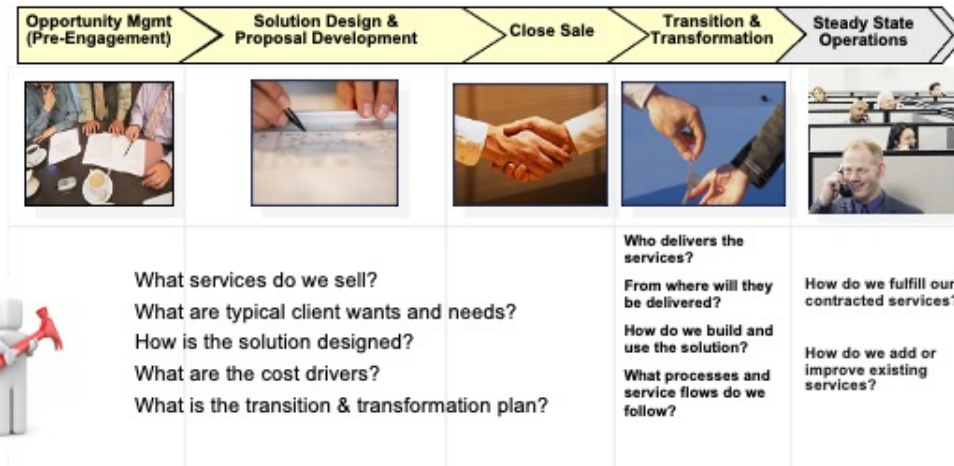 Opportunity Mgmt
(Pre-Engagement)
Solution Design &
Proposal Development
Close Sale
Transition &
Transformation
Steady State
Operations
What services do we sell?
What are typical client wants and needs?
How is the solution designed?
What are the cost drivers?
What is the transition & transformation plan?
Who delivers the
services?
From where will they
be delivered?
How do we build and
use the solution?
What processes and
service flows do we
follow?
How do we fulfill our
contracted services?
How do we add or
improve existing
services?